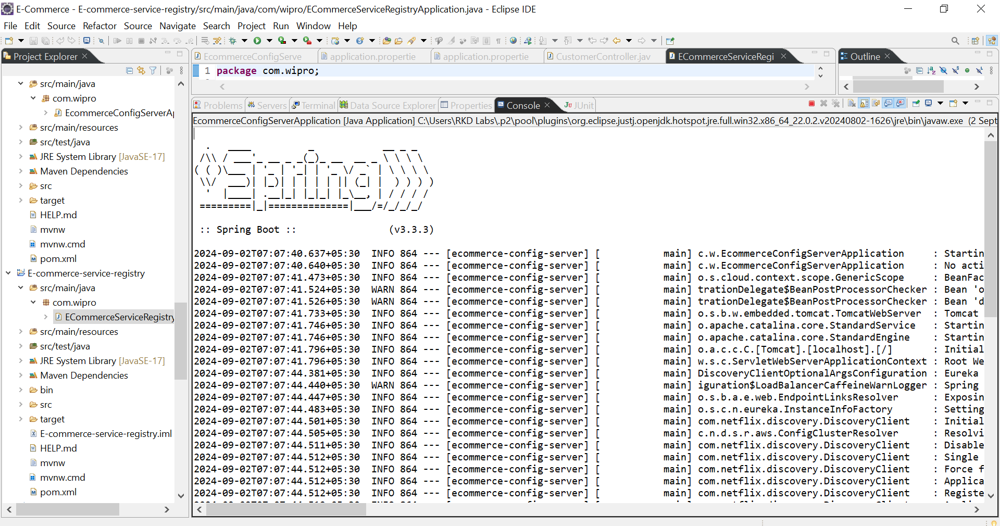 E-Commerce - E-commerce-service-registry/src/main/java/com/wipro/ECommerceServiceRegistryApplication.java - Eclipse IDE
File Edit Source Refactor Source Navigate Search Project Run Window Help
Project Explorer
EcommerceConfigServe
application.propertie
application.propertie
CustomerController.jav
ECommerceServiceRegi
Outline
1 package com.wipro;
src/main/java
com.wipro
EcommerceConfigServerA
src/main/resources
src/test/java
JRE System Library [JavaSE-17]
Maven Dependencies
src
target
HELP.md
mvnw
mvnw.cmd
pom.xml
E-commerce-service-registry
src/main/java
com.wipro
ECommerceServiceRegistry
src/main/resources
src/test/java
JRE System Library [JavaSE-17]
Maven Dependencies
bin
src
target
E-commerce-service-registry.iml
HELP.md
mvnw
mvnw.cmd
pom.xml
Problems Servers Terminal Data Source Explorer Properties Console JUnit
EcommerceConfigServerApplication [Java Application] C:\Users\RKD Labs\.p2\pool\plugins\org.eclipse.justj.openjdk.hotspot.jre.full.win32.x86_64_22.0.2.v20240802-1626\jre\bin\javaw.exe (2 Sept
Spring
:: Spring Boot :: (v3.3.3)
2024-09-02T07:07:40.637+05:30 INFO 864 --- [ecommerce-config-server] [ main] c.w.EcommerceConfigServerApplication : Startin
2024-09-02T07:07:40.640+05:30 INFO 864 --- [ecommerce-config-server] [ main] c.w.EcommerceConfigServerApplication : No acti
2024-09-02T07:07:41.473+05:30 INFO 864 --- [ecommerce-config-server] [ main] o.s.cloud.context.scope.GenericScope : BeanFac
2024-09-02T07:07:41.524+05:30 WARN 864 --- [ecommerce-config-server] [ main] trationDelegate$BeanPostProcessorChecker : Bean 'o
2024-09-02T07:07:41.526+05:30 WARN 864 --- [ecommerce-config-server] [ main] trationDelegate$BeanPostProcessorChecker : Bean 'd
2024-09-02T07:07:41.733+05:30 INFO 864 --- [ecommerce-config-server] [ main] o.s.b.w.embedded.tomcat.TomcatWebServer : Tomcat
2024-09-02T07:07:41.746+05:30 INFO 864 --- [ecommerce-config-server] [ main] o.apache.catalina.core.StandardService : Startin
2024-09-02T07:07:41.746+05:30 INFO 864 --- [ecommerce-config-server] [ main] o.apache.catalina.core.StandardEngine : Startin
2024-09-02T07:07:41.796+05:30 INFO 864 --- [ecommerce-config-server] [ main] o.a.c.c.C.[Tomcat].[localhost].[/] : Initial
2024-09-02T07:07:41.796+05:30 INFO 864 --- [ecommerce-config-server] [ main] w.s.c.ServletWebServerApplicationContext : Root We
2024-09-02T07:07:44.381+05:30 INFO 864 --- [ecommerce-config-server] [ main] DiscoveryClientOptionalArgsConfiguration : Eureka
2024-09-02T07:07:44.440+05:30 WARN 864 --- [ecommerce-config-server] [ main] iguration$LoadBalancerCaffeineWarnLogger : Spring
2024-09-02T07:07:44.447+05:30 INFO 864 --- [ecommerce-config-server] [ main] o.s.b.a.e.web.EndpointLinksResolver : Exposin
2024-09-02T07:07:44.483+05:30 INFO 864 --- [ecommerce-config-server] [ main] o.s.c.n.eureka.InstanceInfoFactory : Setting
2024-09-02T07:07:44.501+05:30 INFO 864 --- [ecommerce-config-server] [ main] com.netflix.discovery.DiscoveryClient : Initial
2024-09-02T07:07:44.505+05:30 INFO 864 --- [ecommerce-config-server] [ main] c.n.d.s.r.aws.ConfigClusterResolver : Resolvi
2024-09-02T07:07:44.511+05:30 INFO 864 --- [ecommerce-config-server] [ main] com.netflix.discovery.DiscoveryClient : Disable
2024-09-02T07:07:44.512+05:30 INFO 864 --- [ecommerce-config-server] [ main] com.netflix.discovery.DiscoveryClient : Single
2024-09-02T07:07:44.512+05:30 INFO 864 --- [ecommerce-config-server] [ main] com.netflix.discovery.DiscoveryClient : Force f
2024-09-02T07:07:44.512+05:30 INFO 864 --- [ecommerce-config-server] [ main] com.netflix.discovery.DiscoveryClient : Applica
2024-09-02T07:07:44.512+05:30 INFO 864 --- [ecommerce-config-server] [ main] com.netflix.discovery.DiscoveryClient : Registe